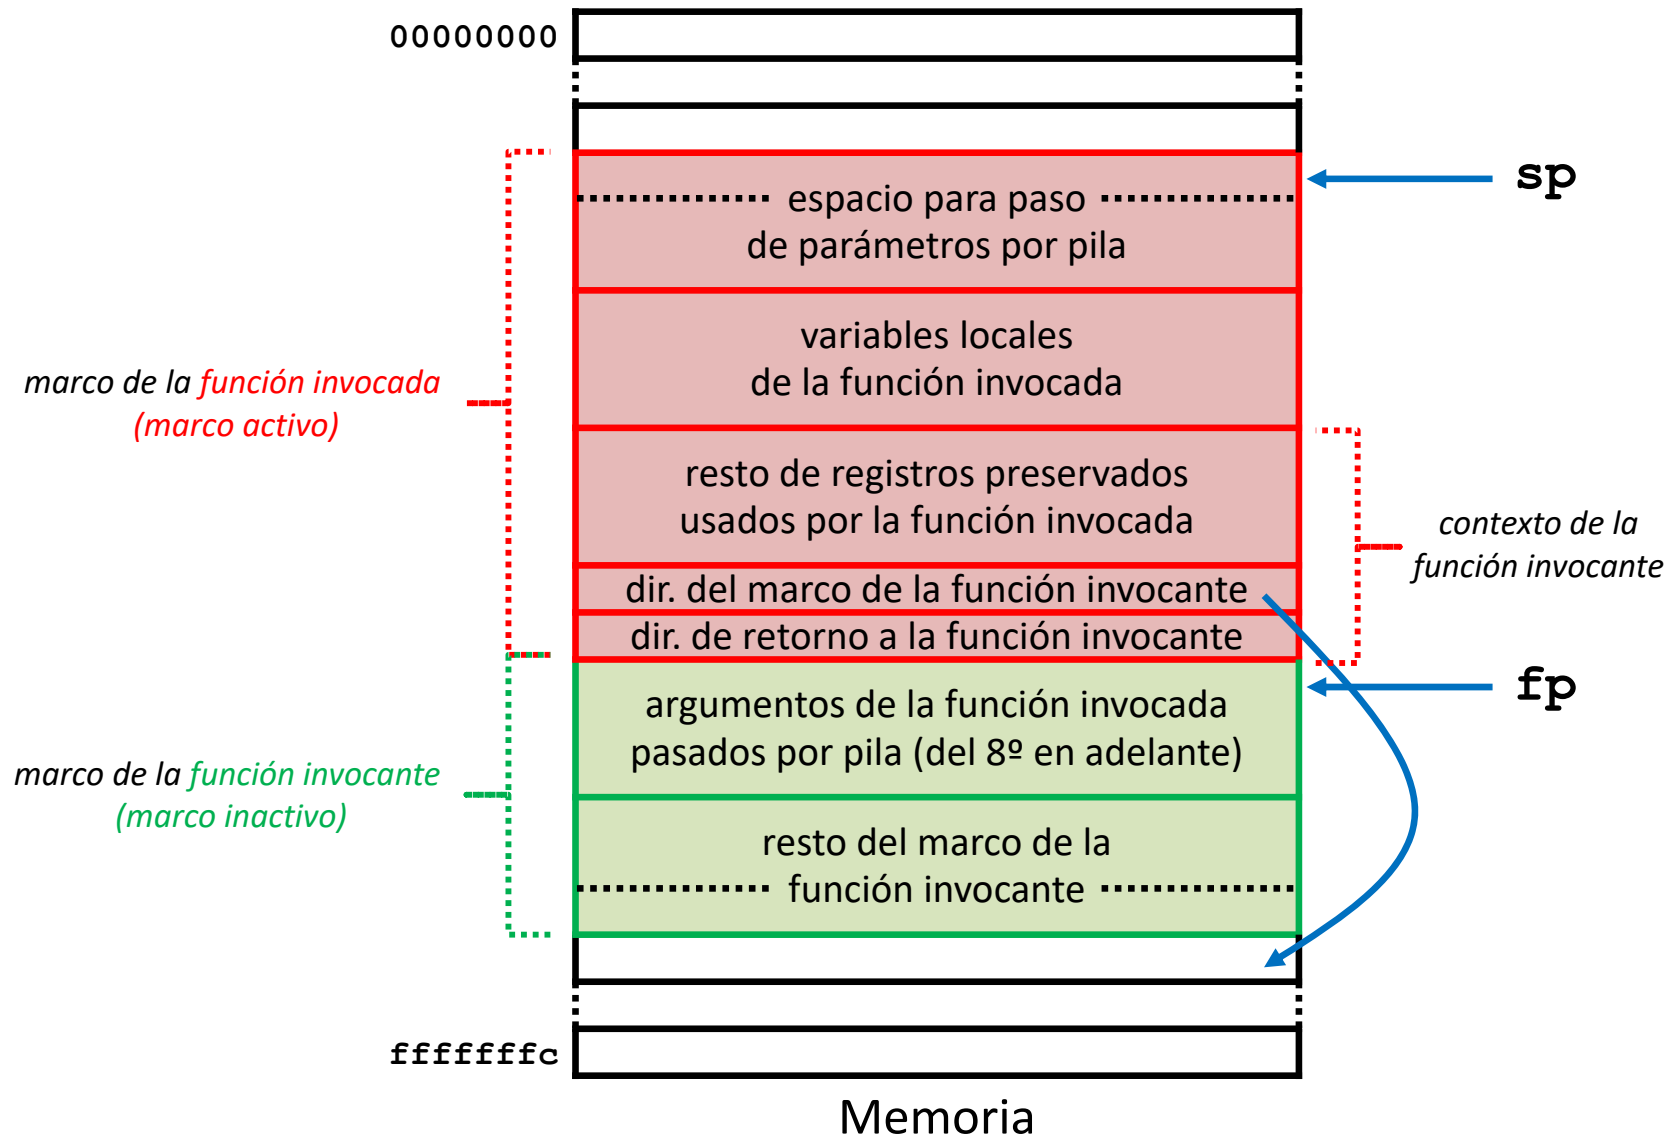 00000000
sp
espacio para paso
de parámetros por pila
variables locales
de la función invocada
marco de la función invocada
(marco activo)
resto de registros preservados
usados por la función invocada
contexto de la
función invocante
dir. del marco de la función invocante
dir. de retorno a la función invocante
fp
argumentos de la función invocada
pasados por pila (del 8º en adelante)
marco de la función invocante
(marco inactivo)
resto del marco de la
función invocante
fffffffc
Memoria